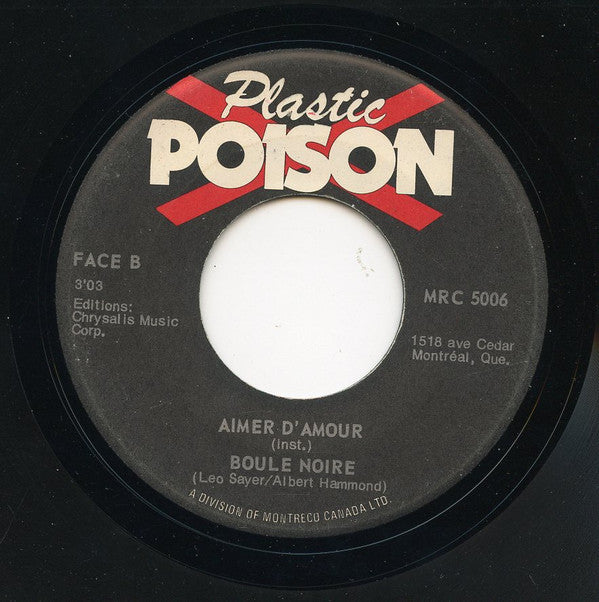 Plastic
POISON
FACE B
3'03
Editions:
Chrysalis Music
Corp.
MRC 5006
1518 ave Cedar
Montréal, Que.
AIMER D'AMOUR
(Inst.)
BOULE NOIRE
(Leo Sayer/Albert Hammond)
A DIVISION OF MONTRECO CANADA LTD.